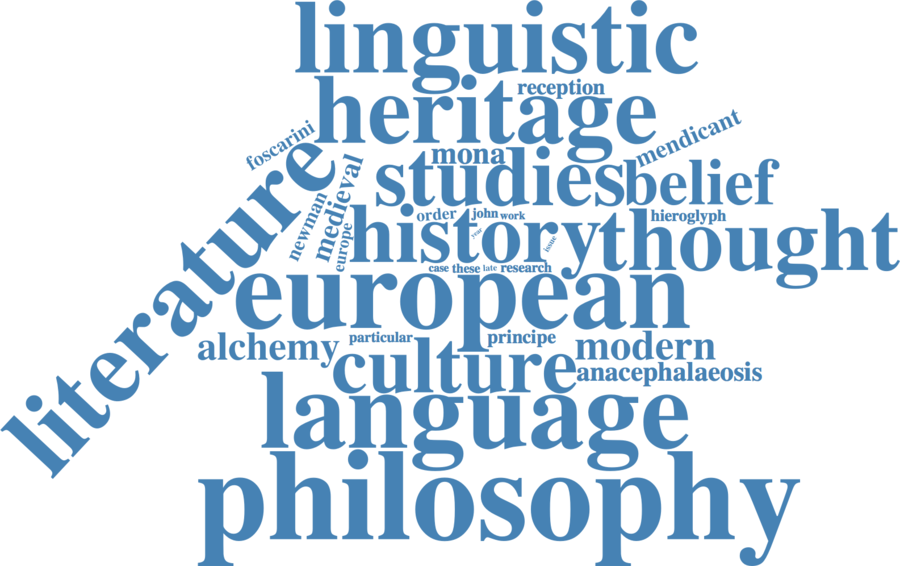 linguistic
reception
heritage
foscarini
mendicant
mona
literature
medieval
studies
belief
newman
order
john
work
hieroglyph
europe
history
year
issue
thought
case
these
late
research
european
particular
principe
alchemy
modern
culture
anacephalaeosis
language
philosophy